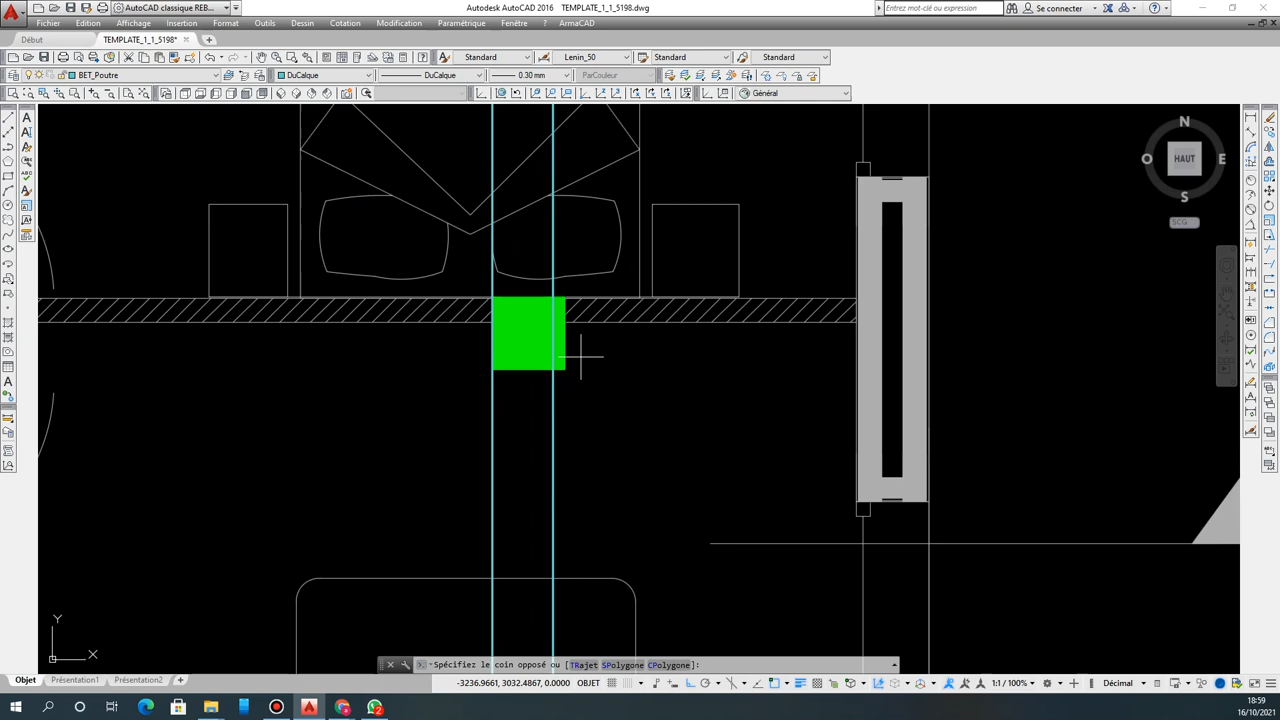 AutoCAD classique REB...
Autodesk AutoCAD 2016 TEMPLATE_1_1_5198.dwg
Entrez mot-clé ou expression
Se connecter
Fichier Edition Affichage Insertion Format Outils Dessin Cotation Modification Paramétrique Fenêtre ? ArmaCAD
Début TEMPLATE_1_1_5198*
Standard Lenin_50 Standard Standard
BET_Poutre DuCalque DuCalque 0.30 mm ParCouleur
Général
N
O HAUT E
S
SCG
Y
X
Spécifiez le coin opposé ou [TRajet SPolygone CPolygone]:
Objet Présentation1 Présentation2 -3236.9661, 3032.4867, 0.0000 OBJET 1:1 / 100% Décimal
18:59
16/10/2021